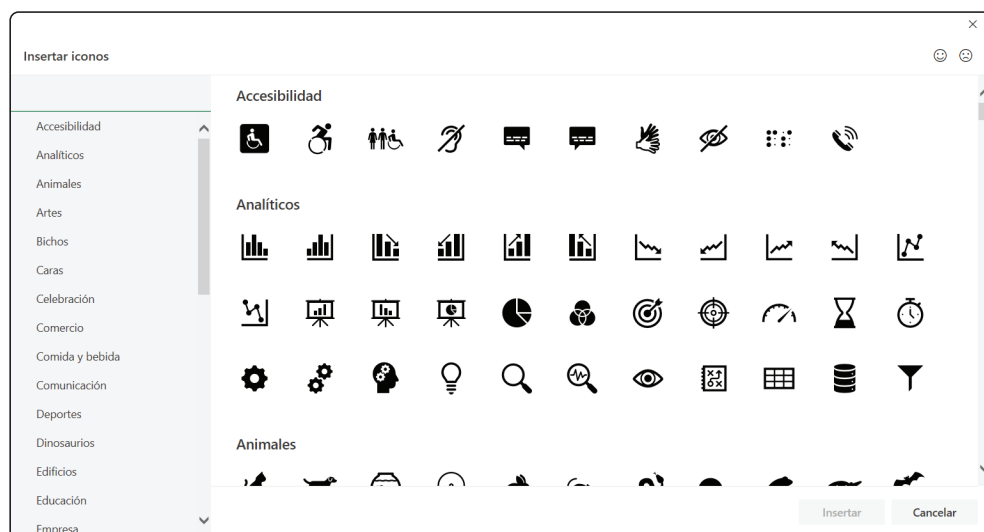 Insertar iconos
Accesibilidad
Analíticos
Animales
Artes
Bichos
Caras
Celebración
Comercio
Comida y bebida
Comunicación
Deportes
Dinosaurios
Edificios
Educación
Empresa
Accesibilidad
Analíticos
Animales
Insertar
Cancelar